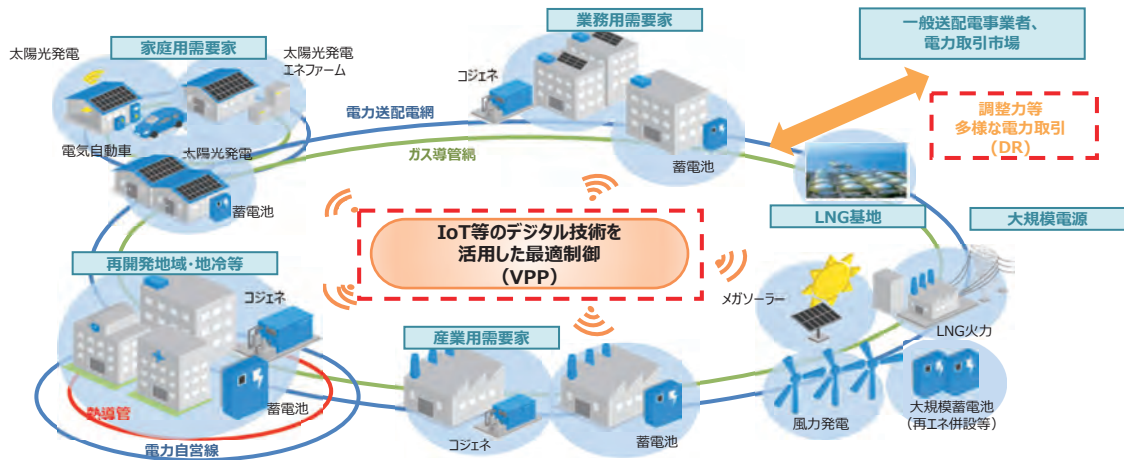 業務用需要家
一般送配電事業者、
電力取引市場
太陽光発電
家庭用需要家
太陽光発電
エネファーム
コジェネ
電力送配電網
調整力等
多様な電力取引
(DR)
ガス導管網
電気自動車
太陽光発電
蓄電池
蓄電池
LNG基地
大規模電源
IoT等のデジタル技術を
活用した最適制御
(VPP)
再開発地域・地冷等
コジェネ
メガソーラー
LNG火力
産業用需要家
熱導管
蓄電池
電力自営線
コジェネ
蓄電池
風力発電
大規模蓄電池
(再エネ併設等)